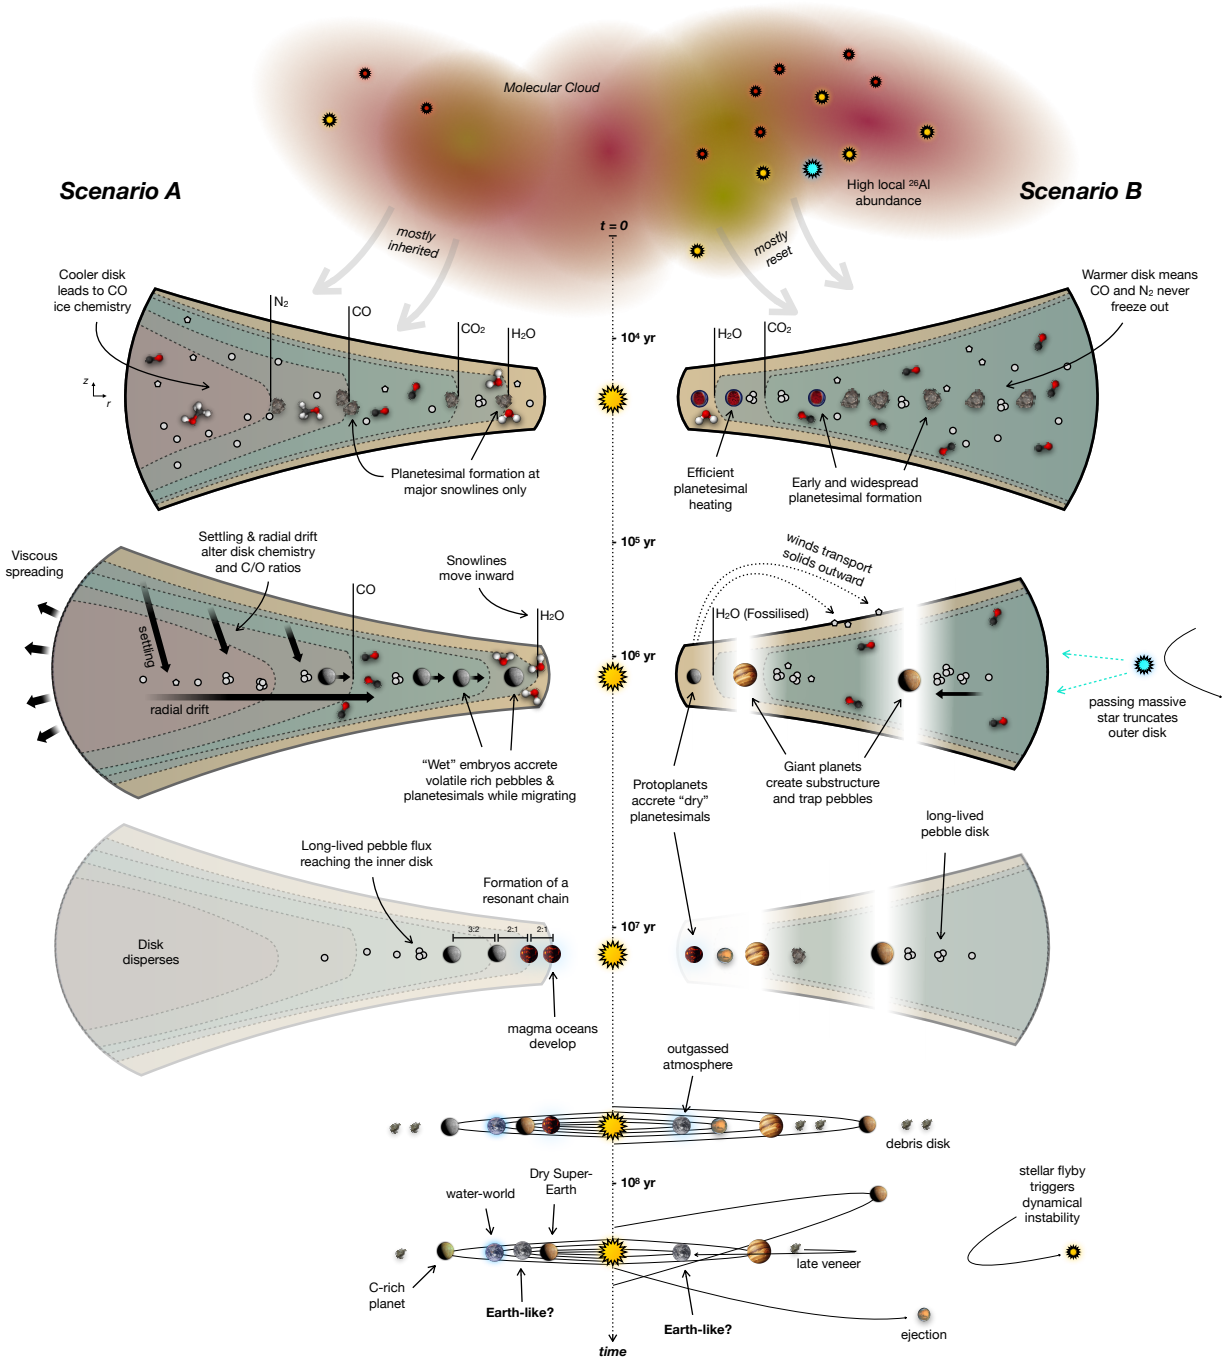 Molecular Cloud
Scenario A
Scenario B
High local ²⁶Al
abundance
t = 0
mostly
inherited
mostly
reset
Cooler disk
leads to CO
ice chemistry
N₂
CO
CO₂
H₂O
10⁴ yr
H₂O
CO₂
Warmer disk means
CO and N₂ never
freeze out
z
r
Planetesimal formation at
major snowlines only
Efficient
planetesimal
heating
Early and widespread
planetesimal formation
10⁵ yr
Viscous
spreading
Settling & radial drift
alter disk chemistry
and C/O ratios
Snowlines
move inward
CO
H₂O
winds transport
solids outward
H₂O (Fossilised)
10⁶ yr
settling
radial drift
passing massive
star truncates
outer disk
"Wet" embryos accrete
volatile rich pebbles &
planetesimals while migrating
Protoplanets
accrete "dry"
planetesimals
Giant planets
create substructure
and trap pebbles
long-lived
pebble disk
Long-lived pebble flux
reaching the inner disk
Formation of a
resonant chain
3:2
2:1
2:1
10⁷ yr
Disk
disperses
magma oceans
develop
outgassed
atmosphere
debris disk
10⁸ yr
water-world
Dry Super-
Earth
stellar flyby
triggers
dynamical
instability
late veneer
C-rich
planet
Earth-like?
Earth-like?
ejection
time